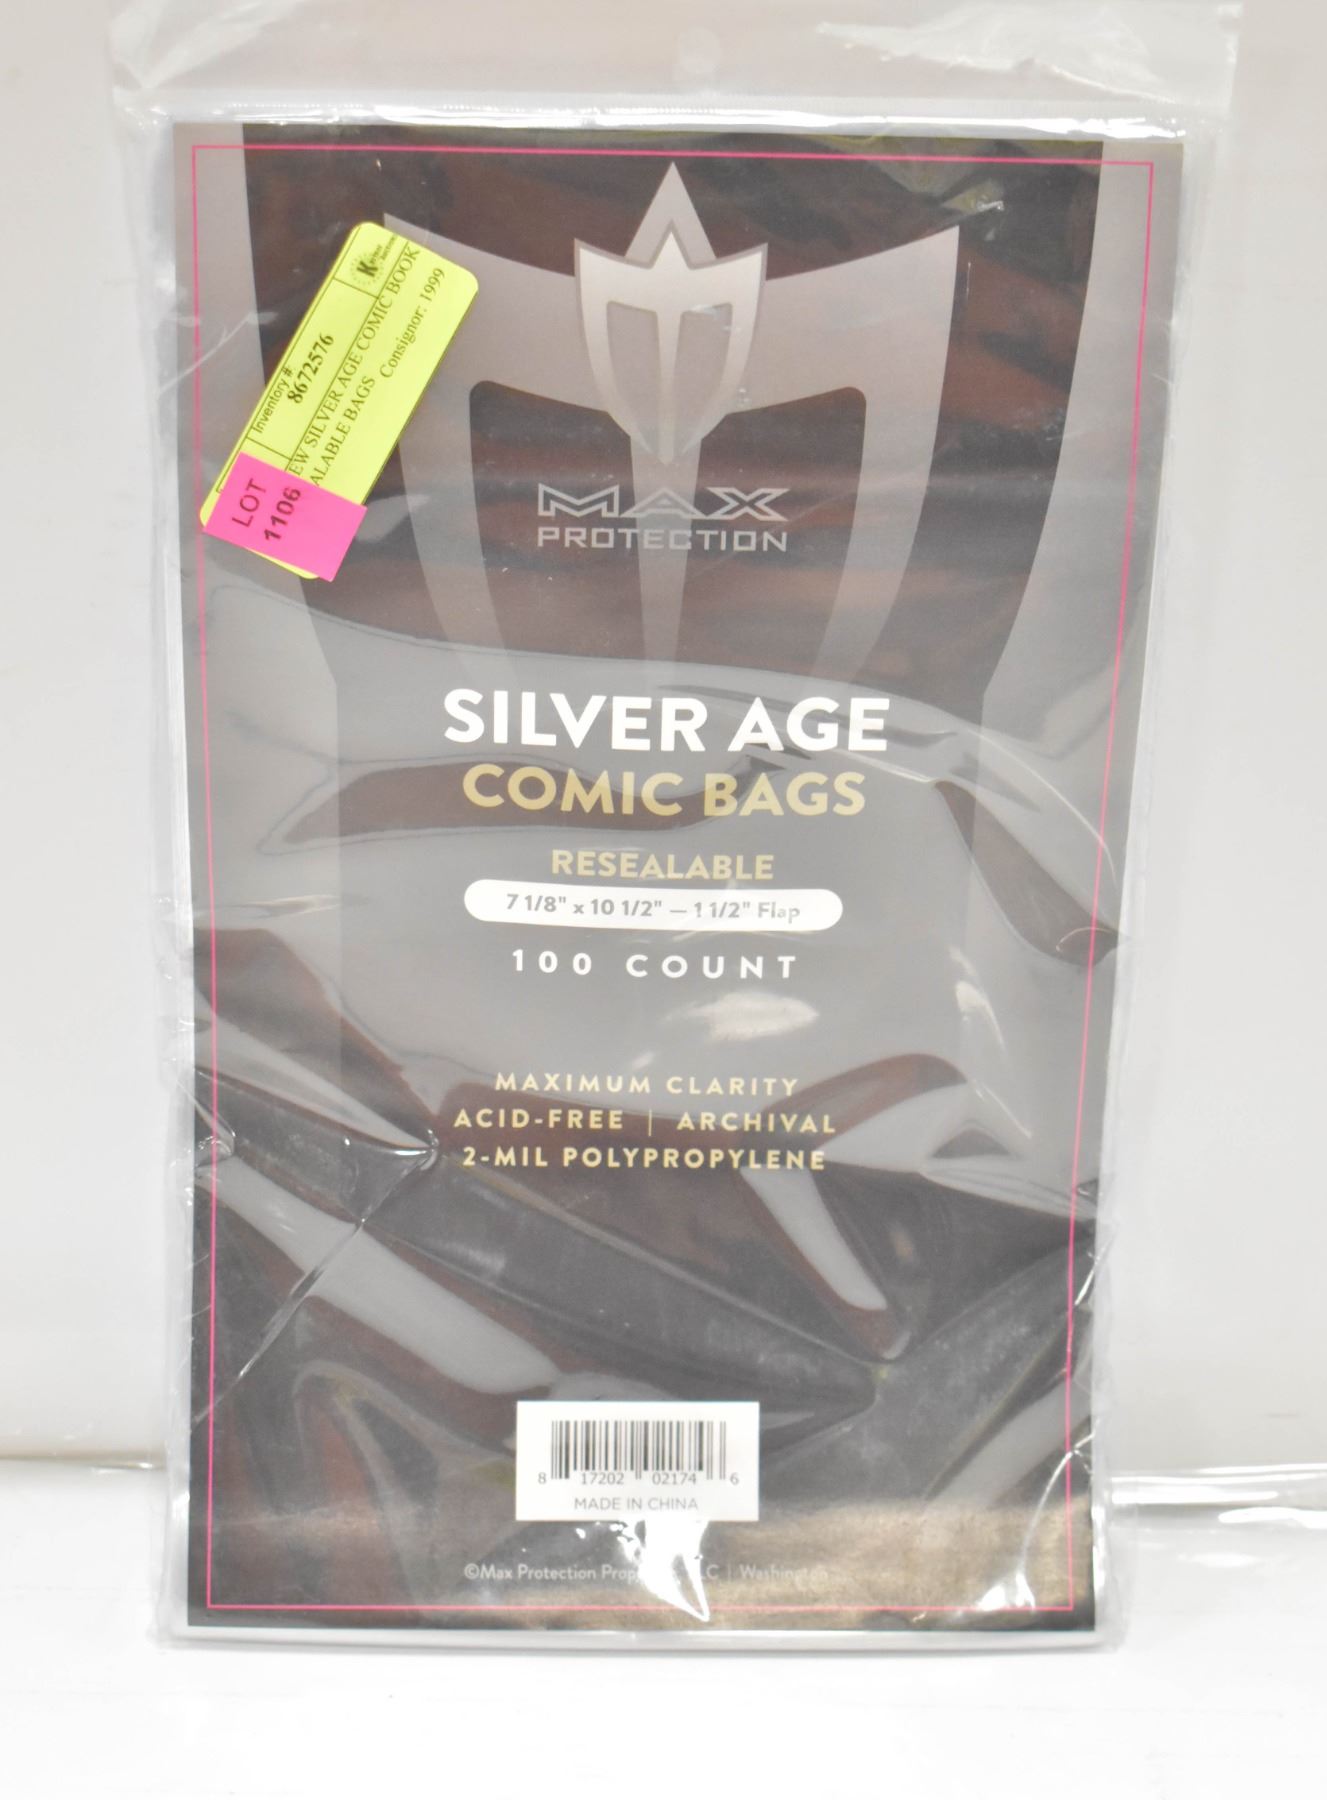 Inventory #
8672576
SILVER AGE COMIC BOOK
BAGS Consignor: 1999
LOT
1106
MAX
PROTECTION
SILVER AGE
COMIC BAGS
RESEALABLE
7 1/8" x 10 1/2" — 1 1/2" Flap
100 COUNT
MAXIMUM CLARITY
ACID-FREE | ARCHIVAL
2-MIL POLYPROPYLENE
8 17202 02174 6
MADE IN CHINA
©Max Protection | Washington